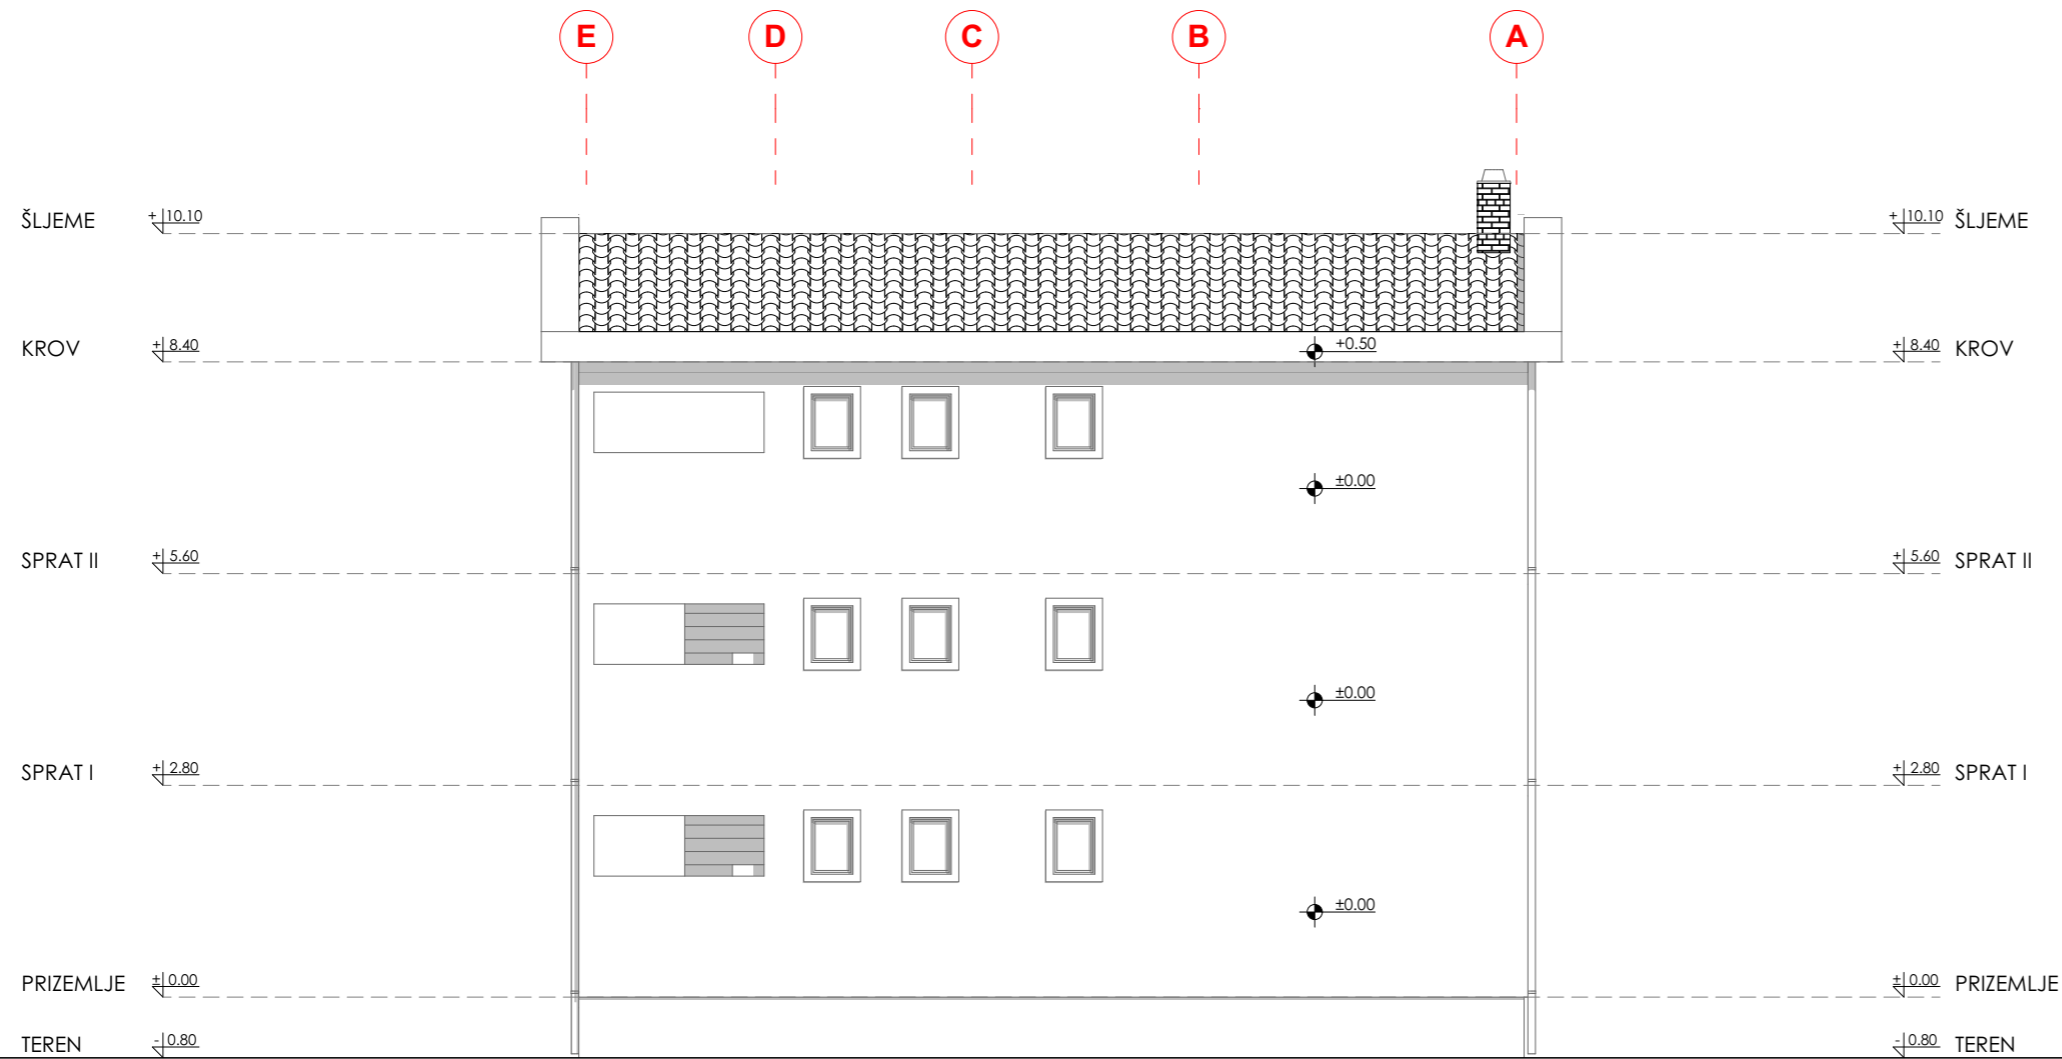 E D C B A
ŠLJEME +10.10 +10.10 ŠLJEME
KROV +8.40 +0.50 +8.40 KROV
±0.00
SPRAT II +5.60 +5.60 SPRAT II
±0.00
SPRAT I +2.80 +2.80 SPRAT I
±0.00
PRIZEMLJE ±0.00 ±0.00 PRIZEMLJE
TEREN -0.80 -0.80 TEREN